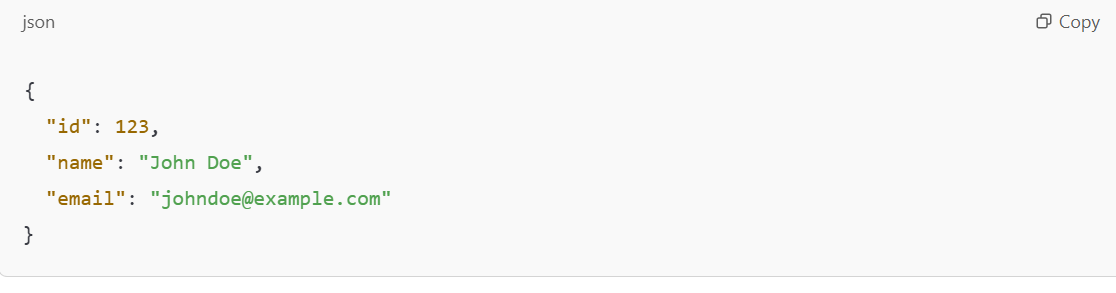 json
Copy
{
"id": 123,
"name": "John Doe",
"email": "johndoe@example.com"
}